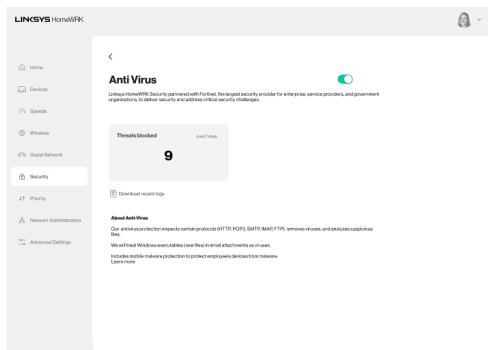 LINKSYS HomeWRK
Home
Devices
Speeds
Wireless
Guest Network
Security
Priority
Network Administration
Advanced Settings
Anti Virus
Linksys HomeWRK Security partnered with Fortinet, the largest security provider for enterprise, service providers, and government
organizations, to deliver security and address critical security challenges.
Threats blocked
Last 7 days
9
Download recent logs
About Anti-Virus
Our antivirus protection inspects certain protocols (HTTP, POP3, SMTP, IMAP, FTP), removes viruses, and analyzes suspicious
files.
We will treat Windows executables (.exe files) in email attachments as viruses.
Includes mobile malware protection to protect employee's devices from malware.
Learn more